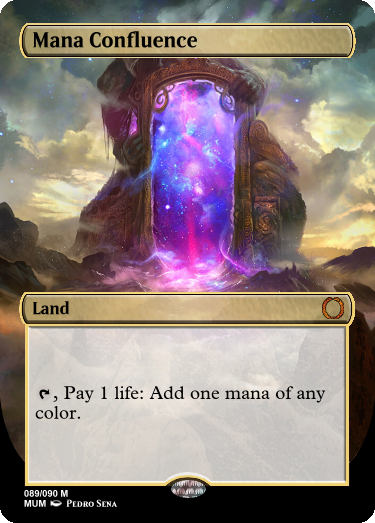 Mana Confluence
Land
, Pay 1 life: Add one mana of any
color.
089/090 M
MUM Pedro Sena